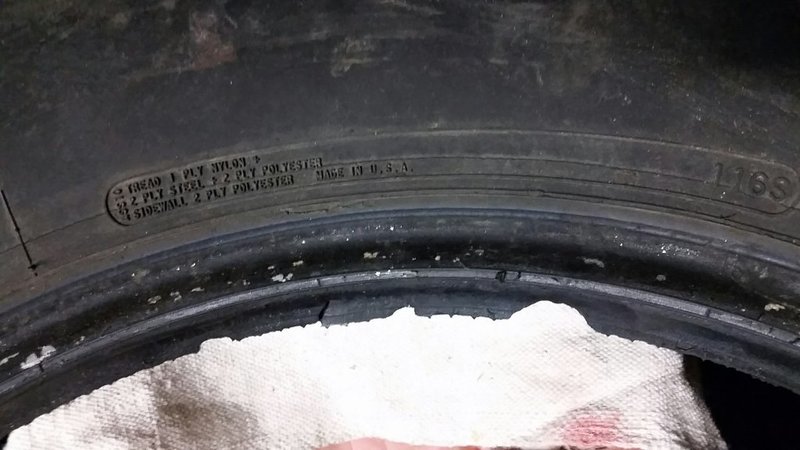 TREAD 1 PLY NYLON +
2 PLY STEEL + 2 PLY POLYESTER
SIDEWALL 2 PLY POLYESTER MADE IN U.S.A.
116S